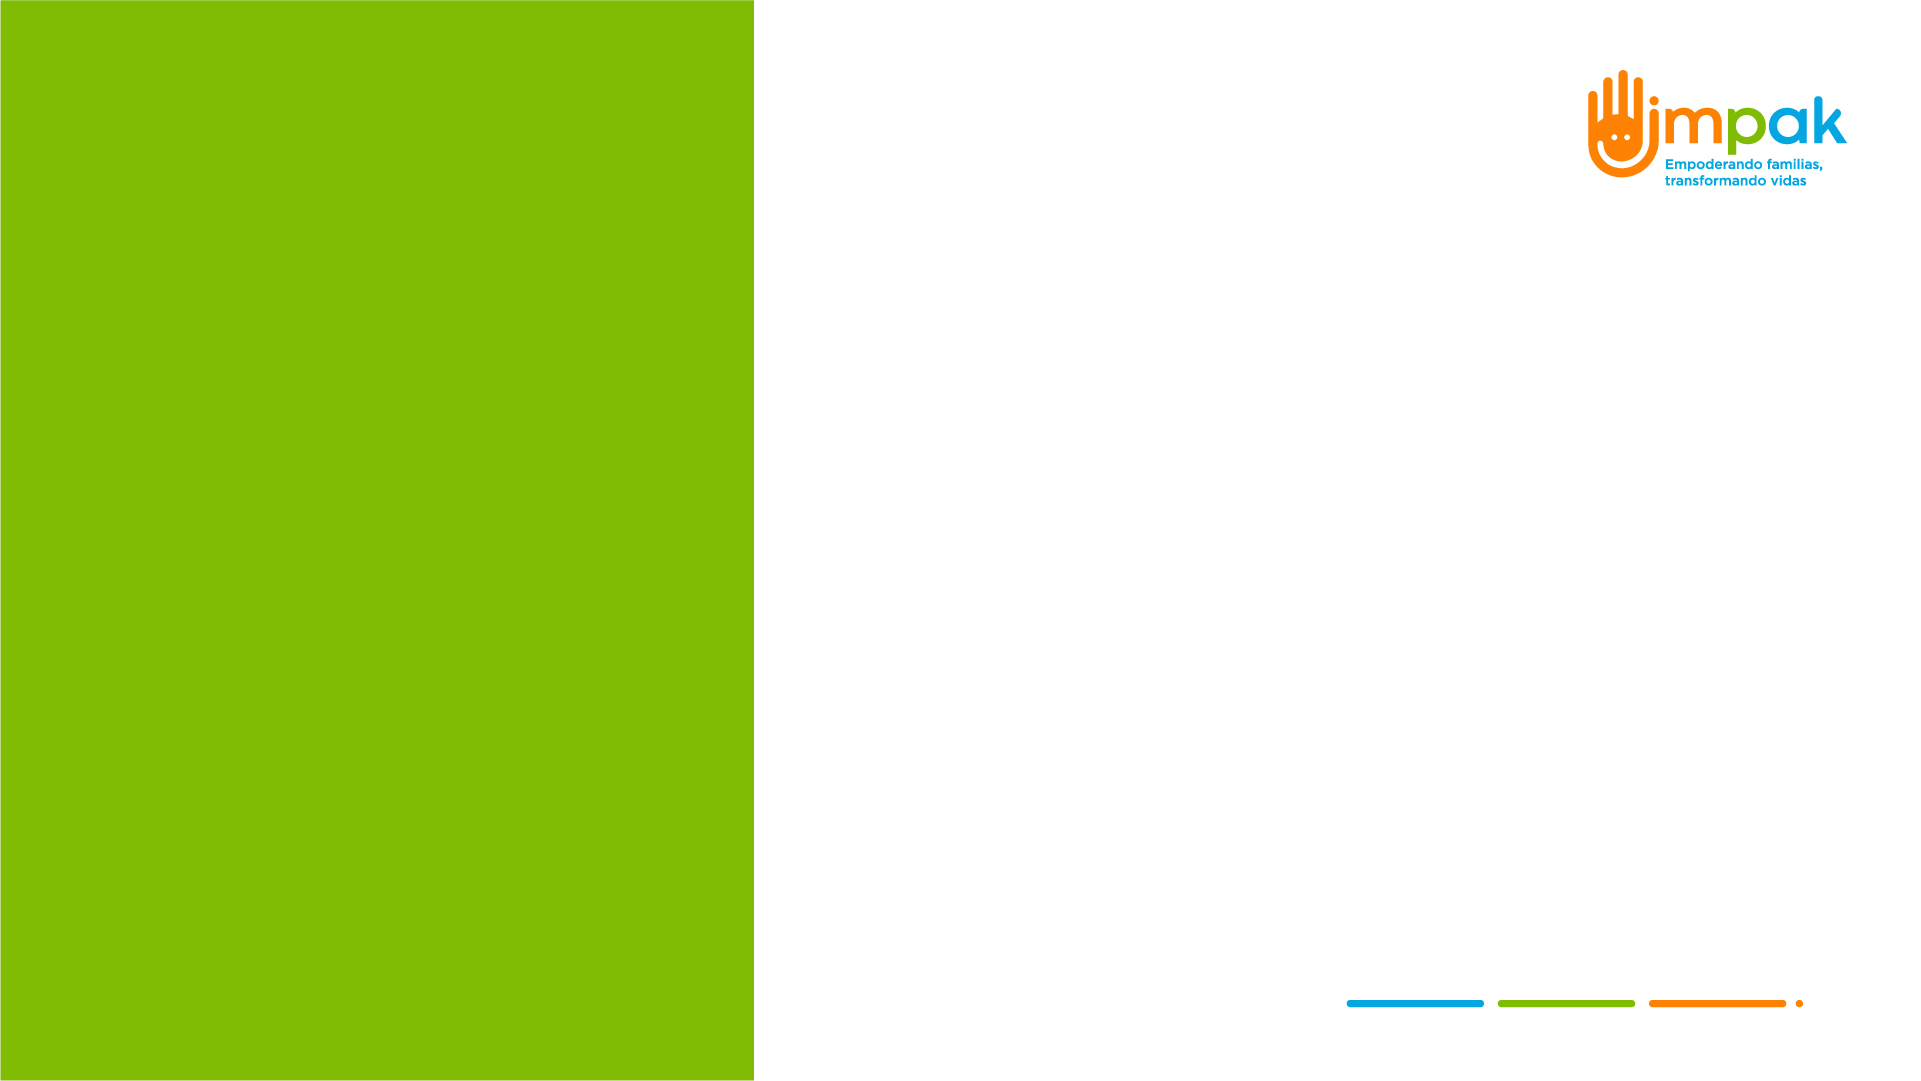 impak
Empoderando familias,
transformando vidas